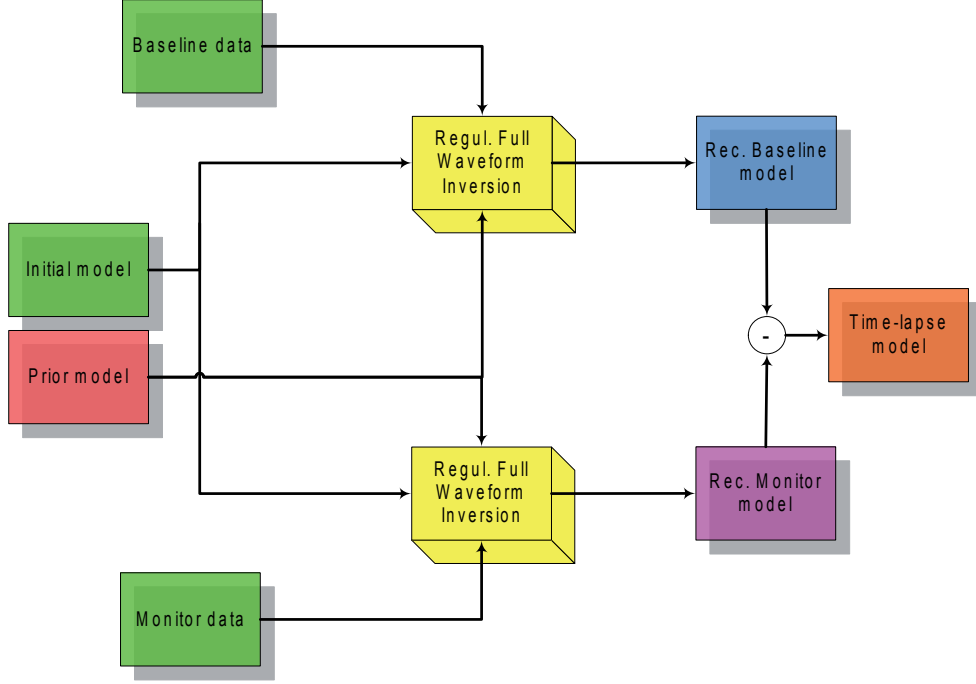 Baseline data
Regul. Full
Waveform
Inversion
Rec. Baseline
model
Initial model
Time-lapse
model
-
Prior model
Regul. Full
Waveform
Inversion
Rec. Monitor
model
Monitor data